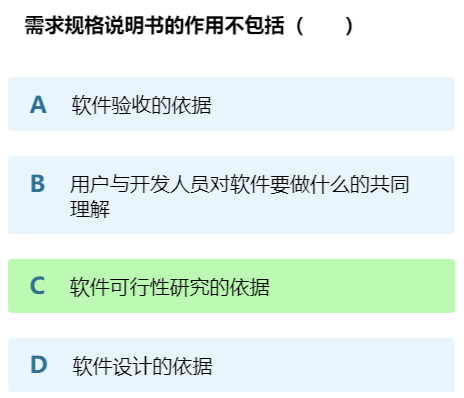 需求规格说明书的作用不包括（　　）
A 软件验收的依据
B 用户与开发人员对软件要做什么的共同
理解
C 软件可行性研究的依据
D 软件设计的依据